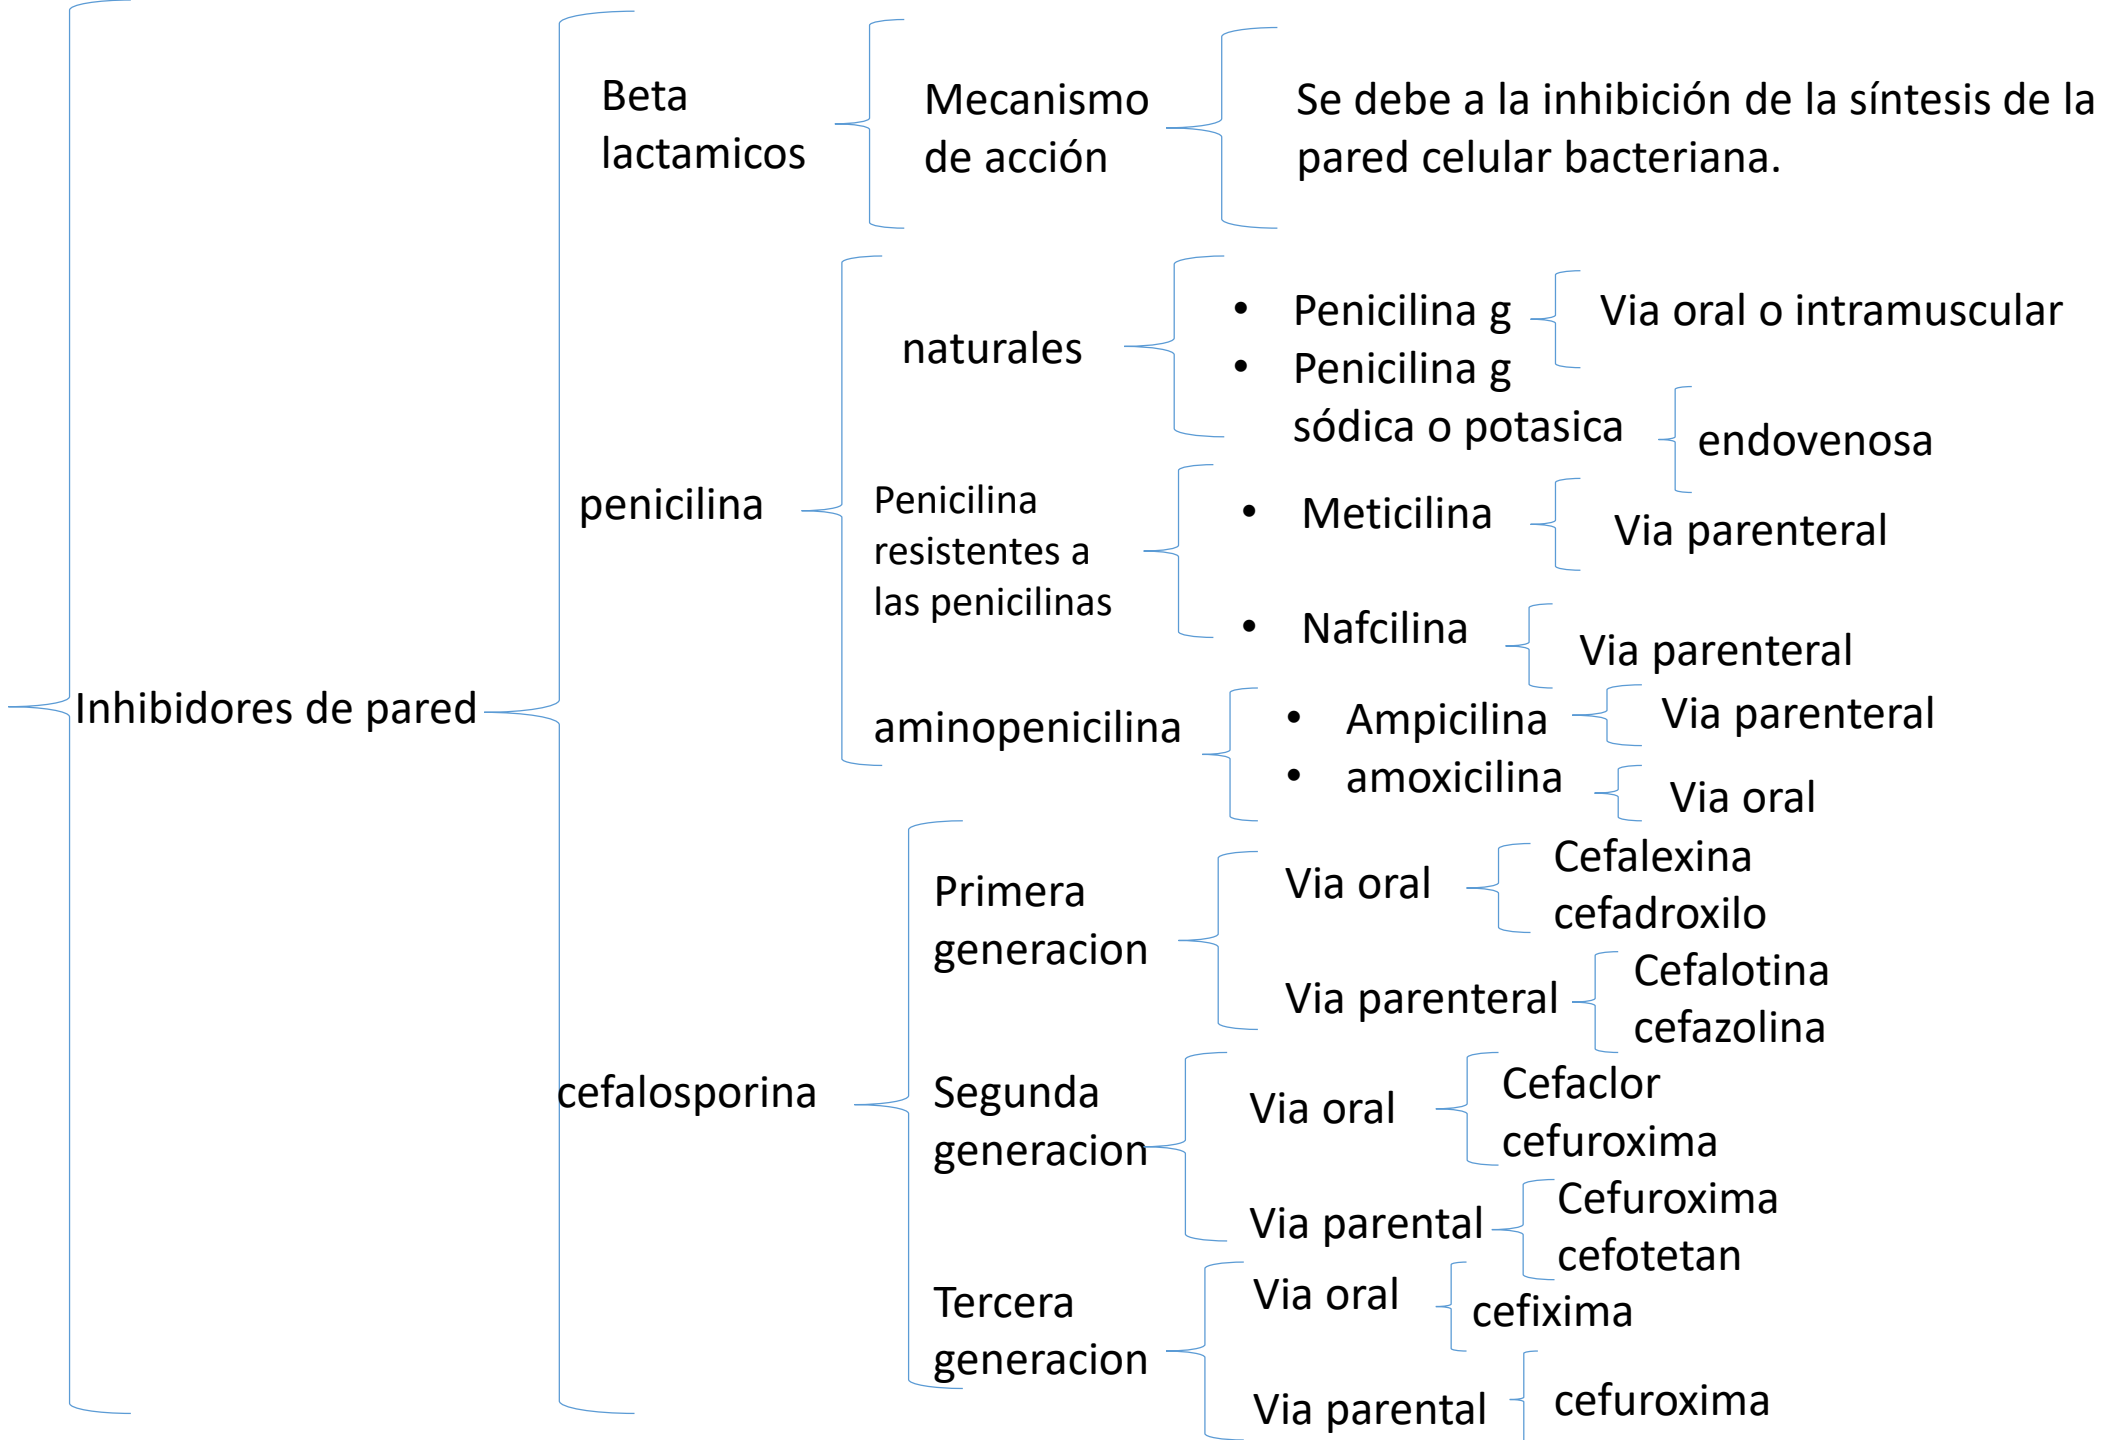 Inhibidores de pared
Beta
lactamicos
Mecanismo
de acción
Se debe a la inhibición de la síntesis de la
pared celular bacteriana.
penicilina
naturales
• Penicilina g
Via oral o intramuscular
• Penicilina g
sódica o potasica
endovenosa
Penicilina
resistentes a
las penicilinas
• Meticilina
Via parenteral
• Nafcilina
Via parenteral
aminopenicilina
• Ampicilina
Via parenteral
• amoxicilina
Via oral
cefalosporina
Primera
generacion
Via oral
Cefalexina
cefadroxilo
Via parenteral
Cefalotina
cefazolina
Segunda
generacion
Via oral
Cefaclor
cefuroxima
Via parental
Cefuroxima
cefotetan
Tercera
generacion
Via oral
cefixima
Via parental
cefuroxima